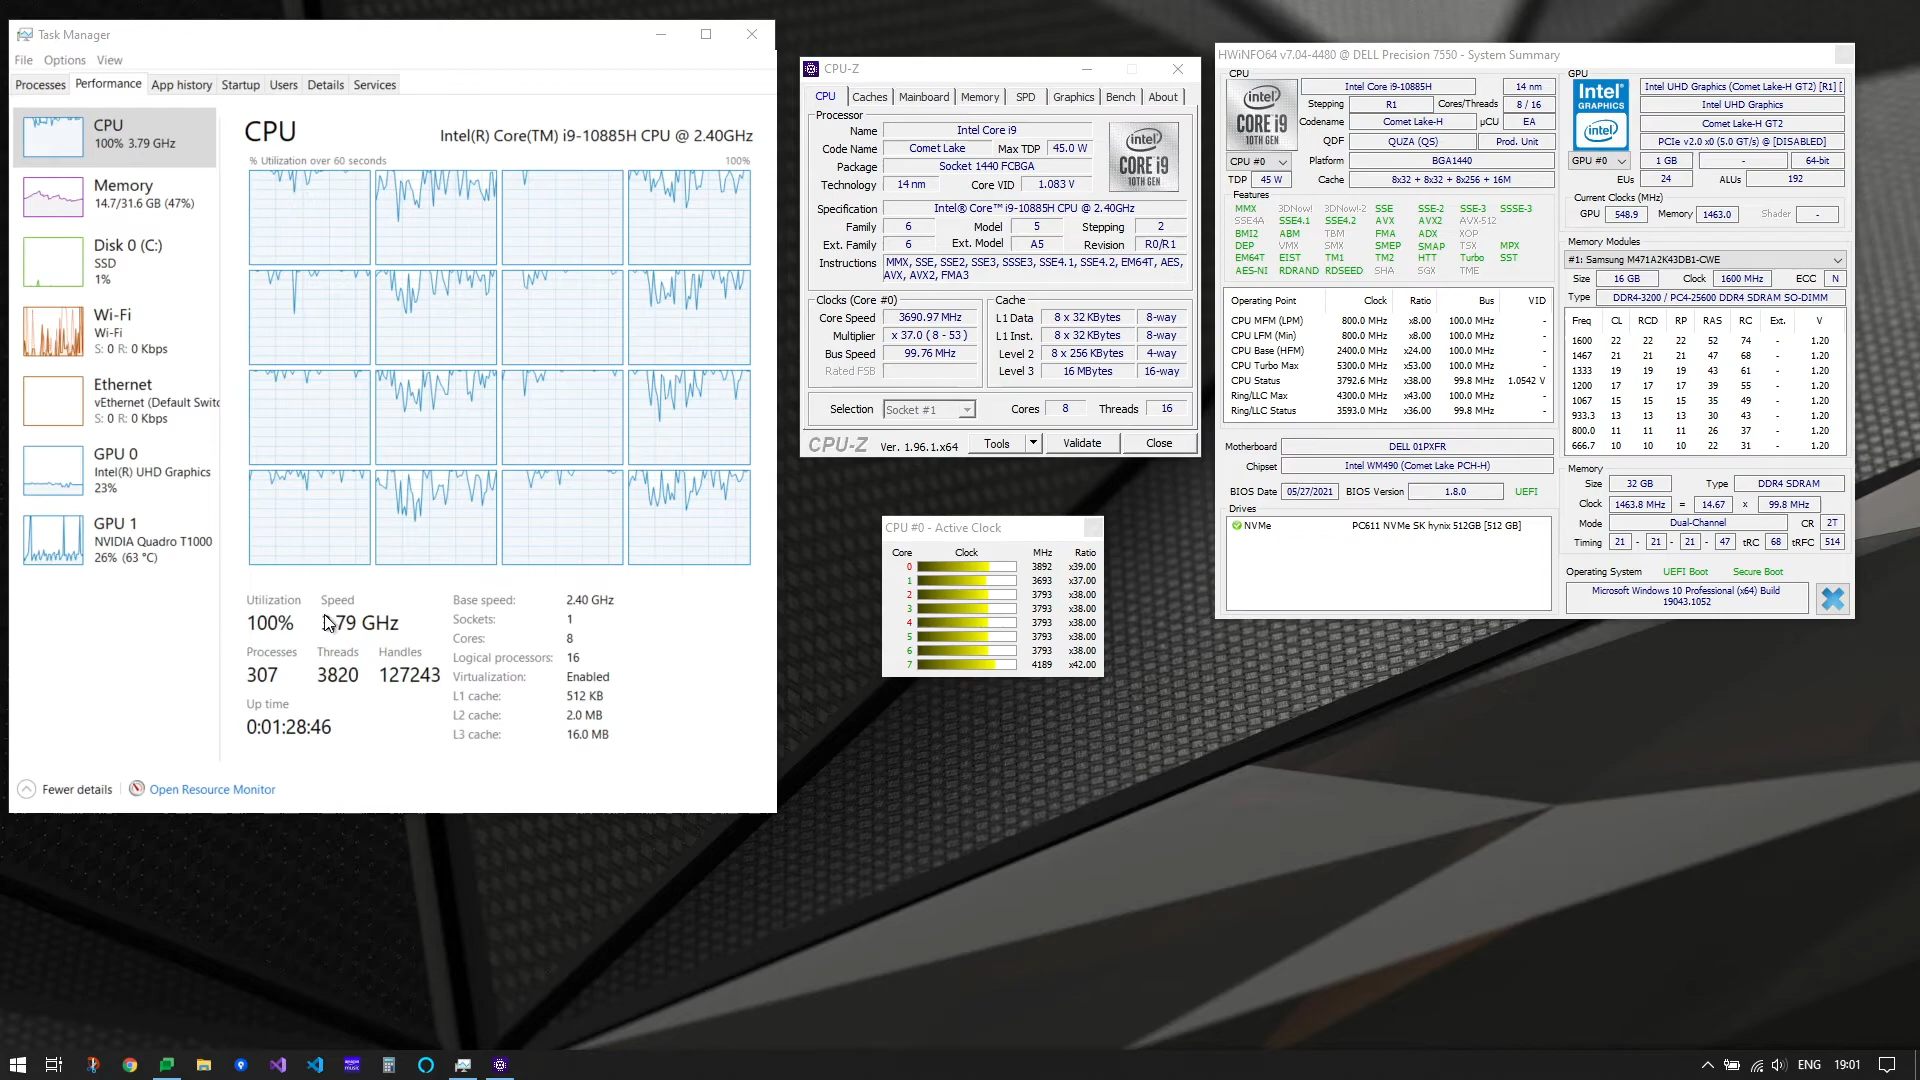 Task Manager
File Options View
Processes Performance App history Startup Users Details Services
CPU
100% 3.79 GHz
Memory
14.7/31.6 GB (47%)
Disk 0 (C:)
SSD
1%
Wi-Fi
Wi-Fi
S: 0 R: 0 Kbps
Ethernet
vEthernet (Default Switc
S: 0 R: 0 Kbps
GPU 0
Intel(R) UHD Graphics
23%
GPU 1
NVIDIA Quadro T1000
26% (63 °C)
CPU Intel(R) Core(TM) i9-10885H CPU @ 2.40GHz
% Utilization over 60 seconds 100%
Utilization Speed
100% .79 GHz
Processes Threads Handles
307 3820 127243
Up time
0:01:28:46
Base speed: 2.40 GHz
Sockets: 1
Cores: 8
Logical processors: 16
Virtualization: Enabled
L1 cache: 512 KB
L2 cache: 2.0 MB
L3 cache: 16.0 MB
Fewer details Open Resource Monitor
CPU-Z
CPU Caches Mainboard Memory SPD Graphics Bench About
Processor
Name Intel Core i9
Code Name Comet Lake Max TDP 45.0 W
Package Socket 1440 FCBGA
Technology 14 nm Core VID 1.083 V
intel
CORE i9
10TH GEN
Specification Intel® Core™ i9-10885H CPU @ 2.40GHz
Family 6 Model 5 Stepping 2
Ext. Family 6 Ext. Model A5 Revision R0/R1
Instructions MMX, SSE, SSE2, SSE3, SSSE3, SSE4.1, SSE4.2, EM64T, AES,
AVX, AVX2, FMA3
Clocks (Core #0)
Core Speed 3690.97 MHz
Multiplier x 37.0 ( 8 - 53 )
Bus Speed 99.76 MHz
Rated FSB
Cache
L1 Data 8 x 32 KBytes 8-way
L1 Inst. 8 x 32 KBytes 8-way
Level 2 8 x 256 KBytes 4-way
Level 3 16 MBytes 16-way
Selection Socket #1 Cores 8 Threads 16
CPU-Z Ver. 1.96.1.x64 Tools Validate Close
CPU #0 - Active Clock
Core Clock MHz Ratio
0 3892 x39.00
1 3693 x37.00
2 3793 x38.00
3 3793 x38.00
4 3793 x38.00
5 3793 x38.00
6 3793 x38.00
7 4189 x42.00
HWiNFO64 v7.04-4480 @ DELL Precision 7550 - System Summary
CPU
intel
CORE i9
10TH GEN
Intel Core i9-10885H 14 nm
Stepping R1 Cores/Threads 8 / 16
Codename Comet Lake-H µCU EA
QDF QUZA (QS) Prod. Unit
CPU #0 Platform BGA1440
TDP 45 W Cache 8x32 + 8x32 + 8x256 + 16M
Features
MMX 3DNow! 3DNow!-2 SSE SSE-2 SSE-3 SSSE-3
SSE4A SSE4.1 SSE4.2 AVX AVX2 AVX-512
BMI2 ABM TBM FMA ADX XOP
DEP VMX SMX SMEP SMAP TSX MPX
EM64T EIST TM1 TM2 HTT Turbo SST
AES-NI RDRAND RDSEED SHA SGX TME
Operating Point Clock Ratio Bus VID
CPU MFM (LPM) 800.0 MHz x8.00 100.0 MHz -
CPU LFM (Min) 800.0 MHz x8.00 100.0 MHz -
CPU Base (HFM) 2400.0 MHz x24.00 100.0 MHz -
CPU Turbo Max 5300.0 MHz x53.00 100.0 MHz -
CPU Status 3792.6 MHz x38.00 99.8 MHz 1.0542 V
Ring/LLC Max 4300.0 MHz x43.00 100.0 MHz -
Ring/LLC Status 3593.0 MHz x36.00 99.8 MHz -
Motherboard DELL 01PXFR
Chipset Intel WM490 (Comet Lake PCH-H)
BIOS Date 05/27/2021 BIOS Version 1.8.0 UEFI
Drives
NVMe PC611 NVMe SK hynix 512GB [512 GB]
GPU
Intel
GRAPHICS
intel
Intel UHD Graphics (Comet Lake-H GT2) [R1] [
Intel UHD Graphics
Comet Lake-H GT2
PCIe v2.0 x0 (5.0 GT/s) @ [DISABLED]
GPU #0 1 GB - 64-bit
EUs 24 ALUs 192
Current Clocks (MHz)
GPU 548.9 Memory 1463.0 Shader -
Memory Modules
#1: Samsung M471A2K43DB1-CWE
Size 16 GB Clock 1600 MHz ECC N
Type DDR4-3200 / PC4-25600 DDR4 SDRAM SO-DIMM
Freq CL RCD RP RAS RC Ext. V
1600 22 22 22 52 74 - 1.20
1467 21 21 21 47 68 - 1.20
1333 19 19 19 43 61 - 1.20
1200 17 17 17 39 55 - 1.20
1067 15 15 15 35 49 - 1.20
933.3 13 13 13 30 43 - 1.20
800.0 11 11 11 26 37 - 1.20
666.7 10 10 10 22 31 - 1.20
Memory
Size 32 GB Type DDR4 SDRAM
Clock 1463.8 MHz = 14.67 x 99.8 MHz
Mode Dual-Channel CR 2T
Timing 21 - 21 - 21 - 47 tRC 68 tRFC 514
Operating System UEFI Boot Secure Boot
Microsoft Windows 10 Professional (x64) Build
19043.1052
amazon
music
ENG 19:01